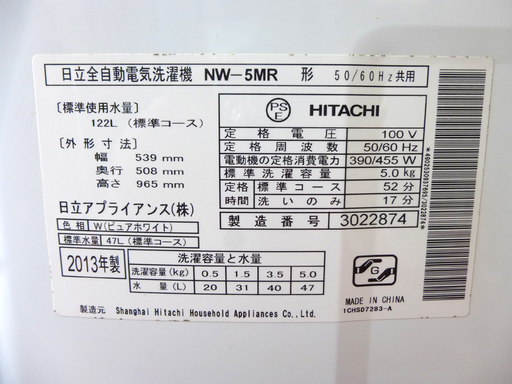 日立全自動電気洗濯機 NW-5MR 形 50/60Hz共用
[標準使用水量]
122L (標準コース)
[外形寸法]
幅 539 mm
奥行 508 mm
高さ 965 mm
日立アプライアンス(株)
色相 W(ピュアホワイト)
標準水量 47L(標準コース)
PS
E
HITACHI
定格電圧 100 V
定格周波数 50/60 Hz
電動機の定格消費電力 390/455 W
標準洗濯容量 5.0kg
定格 標準コース 52分
時間 洗いのみ 17分
製造番号 3022874
2013年製
洗濯容量と水量
洗濯容量(kg) 0.5 1.5 3.5 5.0
水量(L) 20 31 40 47
G
MADE IN CHINA
1CHSD7283-A
製造元 Shanghai Hitachi Household Appliances Co., Ltd.